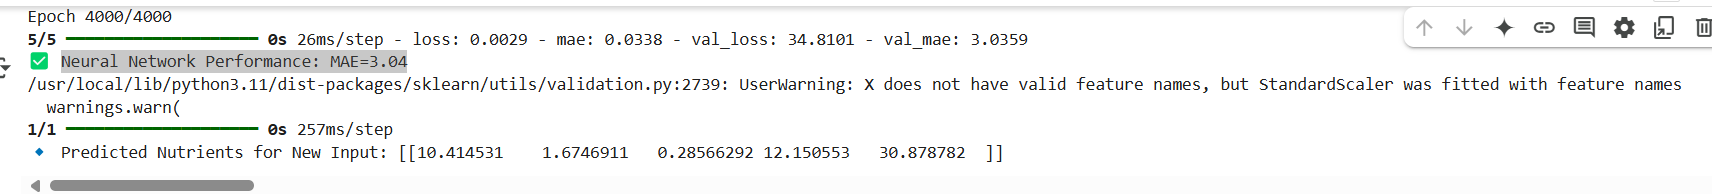 Epoch 4000/4000
5/5 ━━━━━━━━━━━━━━━━━━━━ 0s 26ms/step - loss: 0.0029 - mae: 0.0338 - val_loss: 34.8101 - val_mae: 3.0359
✅ Neural Network Performance: MAE=3.04
/usr/local/lib/python3.11/dist-packages/sklearn/utils/validation.py:2739: UserWarning: X does not have valid feature names, but StandardScaler was fitted with feature names
  warnings.warn(
1/1 ━━━━━━━━━━━━━━━━━━━━ 0s 257ms/step
🔹 Predicted Nutrients for New Input: [[10.414531    1.6746911   0.28566292 12.150553   30.878782  ]]